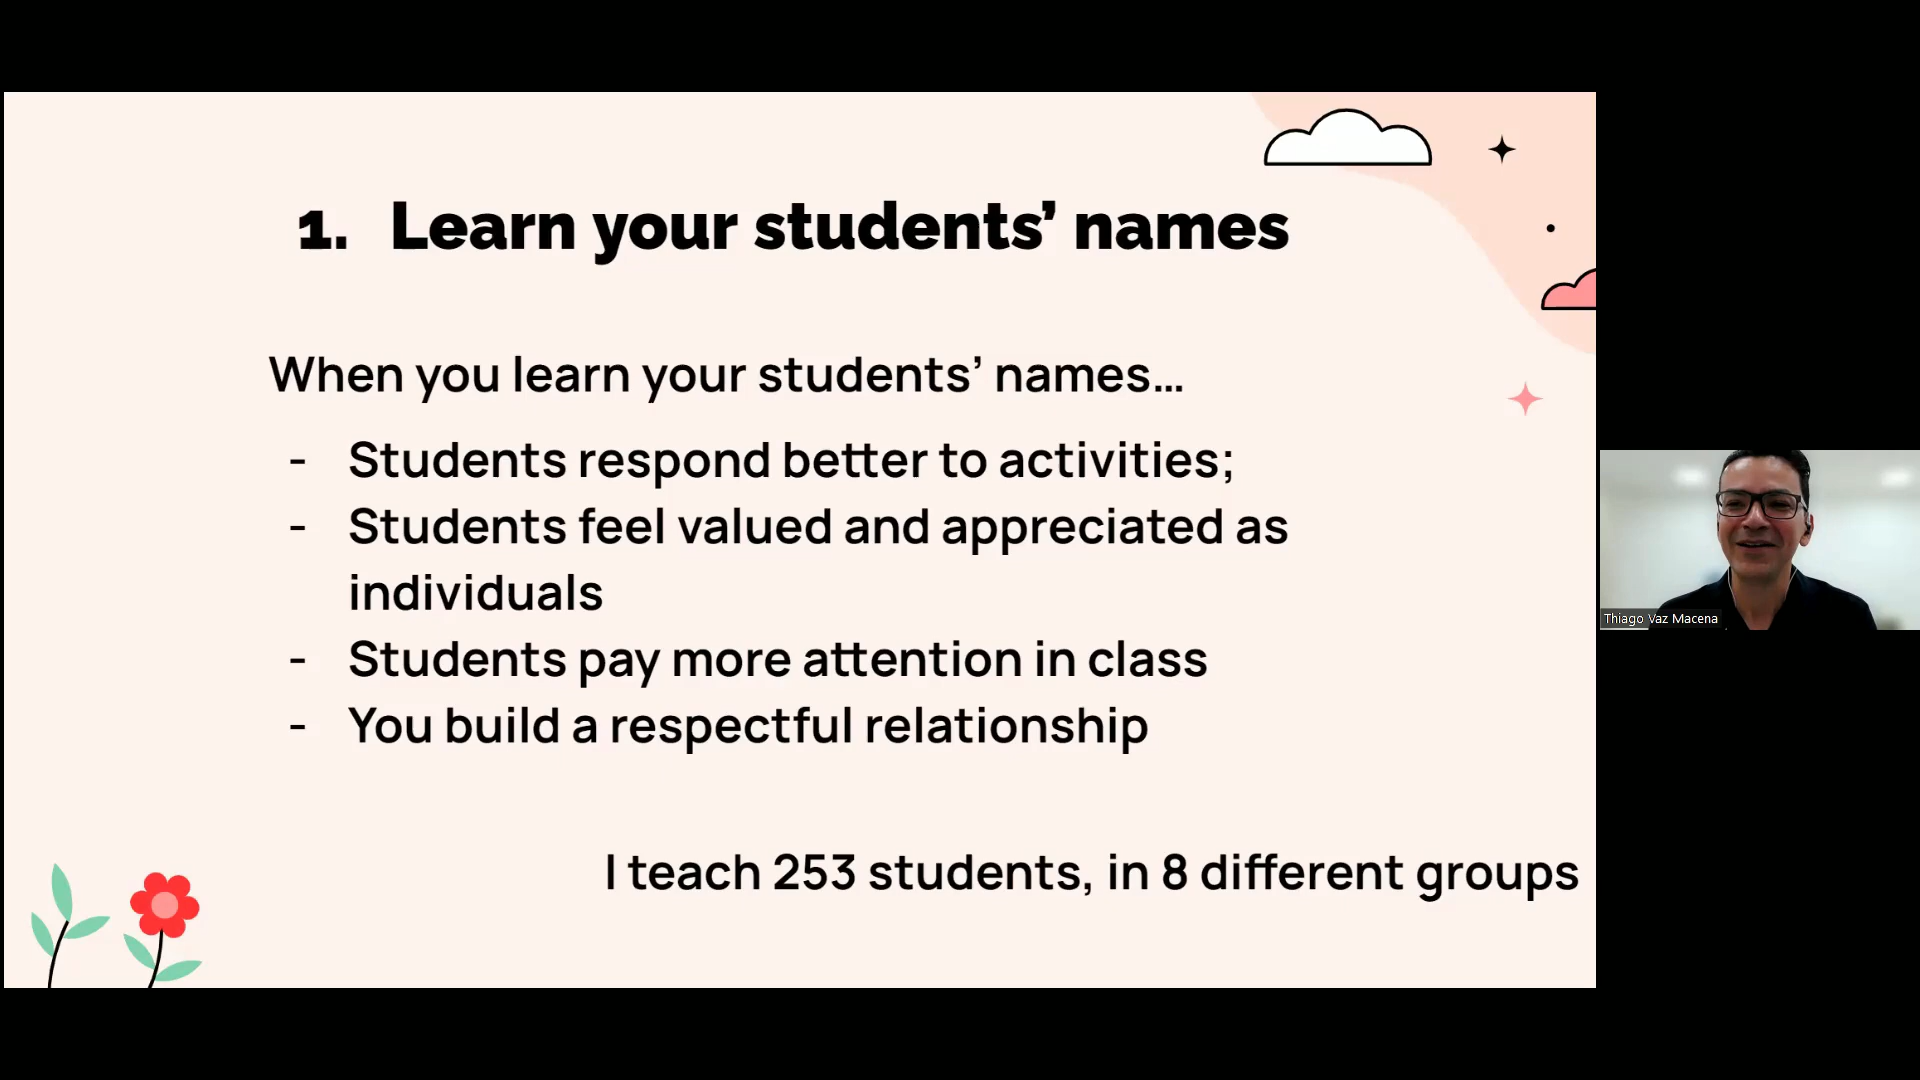 1. Learn your students’ names
When you learn your students’ names…
- Students respond better to activities;
- Students feel valued and appreciated as
individuals
- Students pay more attention in class
- You build a respectful relationship
I teach 253 students, in 8 different groups
Thiago Vaz Macena